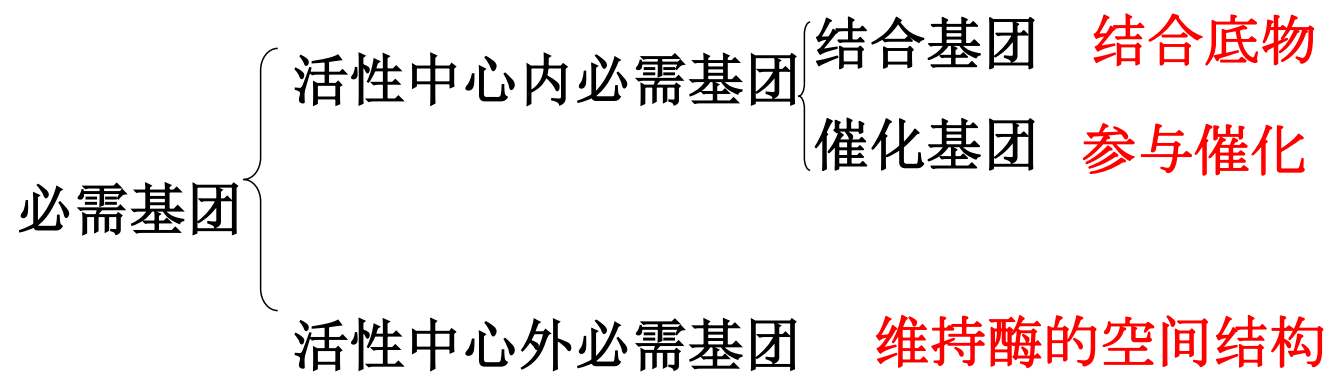 结合基团 结合底物
活性中心内必需基团
催化基团 参与催化
必需基团
活性中心外必需基团 维持酶的空间结构